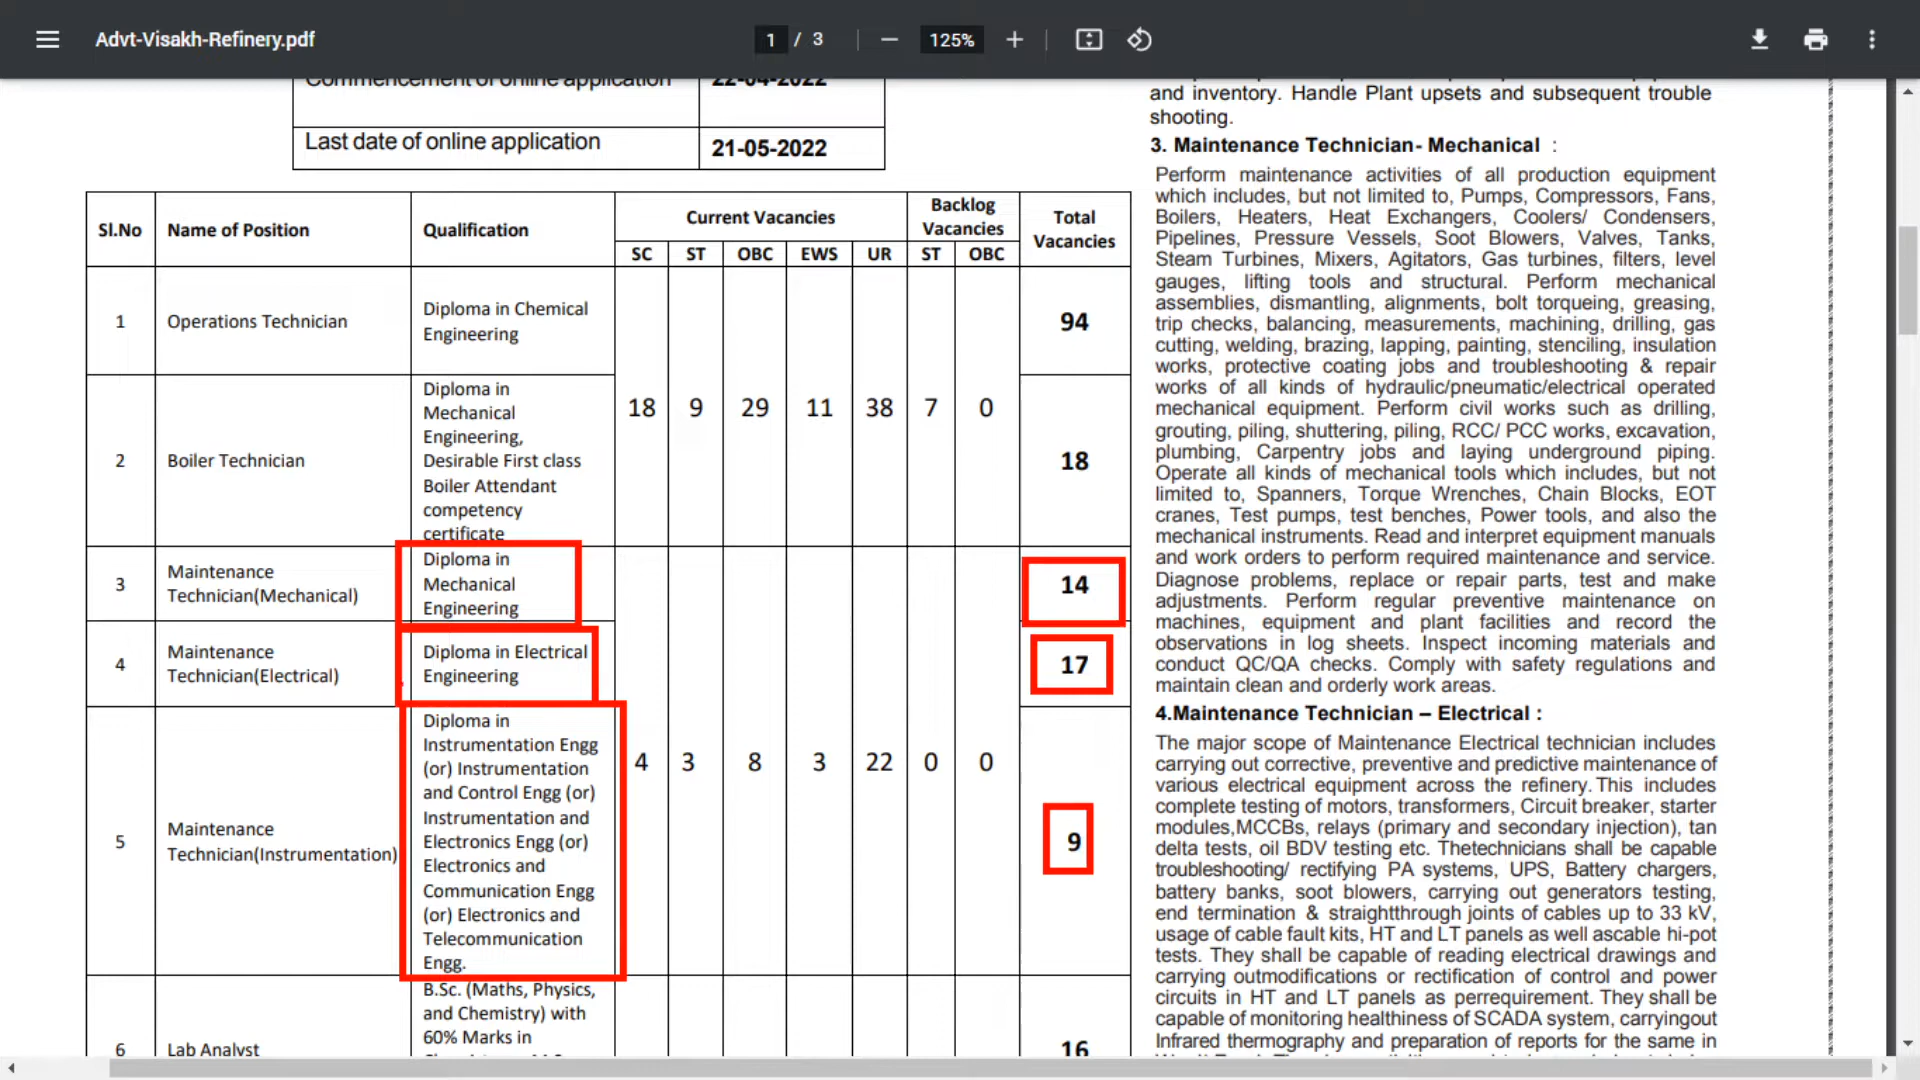 Advt-Visakh-Refinery.pdf
1 / 3
125%
Commencement of online application 22-04-2022
Last date of online application 21-05-2022
Sl.No Name of Position Qualification Current Vacancies Backlog Vacancies Total Vacancies
SC ST OBC EWS UR ST OBC
1 Operations Technician Diploma in Chemical
Engineering
94
2 Boiler Technician Diploma in
Mechanical
Engineering,
Desirable First class
Boiler Attendant
competency
certificate
18 9 29 11 38 7 0
18
3 Maintenance
Technician(Mechanical)
Diploma in
Mechanical
Engineering
14
4 Maintenance
Technician(Electrical)
Diploma in Electrical
Engineering
17
5 Maintenance
Technician(Instrumentation)
Diploma in
Instrumentation Engg
(or) Instrumentation
and Control Engg (or)
Instrumentation and
Electronics Engg (or)
Electronics and
Communication Engg
(or) Electronics and
Telecommunication
Engg.
4 3 8 3 22 0 0
9
6 Lab Analyst
B.Sc. (Maths, Physics,
and Chemistry) with
60% Marks in
16
and inventory. Handle Plant upsets and subsequent trouble
shooting.
3. Maintenance Technician- Mechanical :
Perform maintenance activities of all production equipment
which includes, but not limited to, Pumps, Compressors, Fans,
Boilers, Heaters, Heat Exchangers, Coolers/ Condensers,
Pipelines, Pressure Vessels, Soot Blowers, Valves, Tanks,
Steam Turbines, Mixers, Agitators, Gas turbines, filters, level
gauges, lifting tools and structural. Perform mechanical
assemblies, dismantling, alignments, bolt torqueing, greasing,
trip checks, balancing, measurements, machining, drilling, gas
cutting, welding, brazing, lapping, painting, stenciling, insulation
works, protective coating jobs and troubleshooting & repair
works of all kinds of hydraulic/pneumatic/electrical operated
mechanical equipment. Perform civil works such as drilling,
grouting, piling, shuttering, piling, RCC/ PCC works, excavation,
plumbing, Carpentry jobs and laying underground piping.
Operate all kinds of mechanical tools which includes, but not
limited to, Spanners, Torque Wrenches, Chain Blocks, EOT
cranes, Test pumps, test benches, Power tools, and also the
mechanical instruments. Read and interpret equipment manuals
and work orders to perform required maintenance and service.
Diagnose problems, replace or repair parts, test and make
adjustments. Perform regular preventive maintenance on
machines, equipment and plant facilities and record the
observations in log sheets. Inspect incoming materials and
conduct QC/QA checks. Comply with safety regulations and
maintain clean and orderly work areas.
4.Maintenance Technician – Electrical :
The major scope of Maintenance Electrical technician includes
carrying out corrective, preventive and predictive maintenance of
various electrical equipment across the refinery. This includes
complete testing of motors, transformers, Circuit breaker, starter
modules,MCCBs, relays (primary and secondary injection), tan
delta tests, oil BDV testing etc. Thetechnicians shall be capable
troubleshooting/ rectifying PA systems, UPS, Battery chargers,
battery banks, soot blowers, carrying out generators testing,
end termination & straightthrough joints of cables up to 33 kV,
usage of cable fault kits, HT and LT panels as well ascable hi-pot
tests. They shall be capable of reading electrical drawings and
carrying outmodifications or rectification of control and power
circuits in HT and LT panels as perrequirement. They shall be
capable of monitoring healthiness of SCADA system, carryingout
Infrared thermography and preparation of reports for the same in